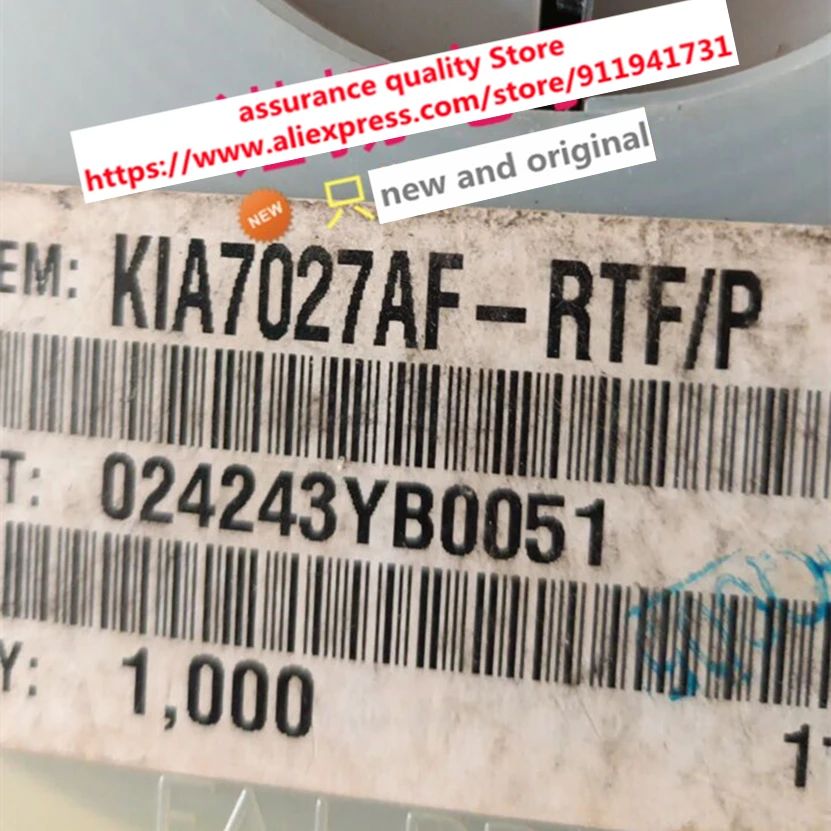 assurance quality Store
https://www.aliexpress.com/store/911941731
new and original
NEW
EM: KIA7027AF-RTF/P
T: 024243YB0051
Y: 1,000